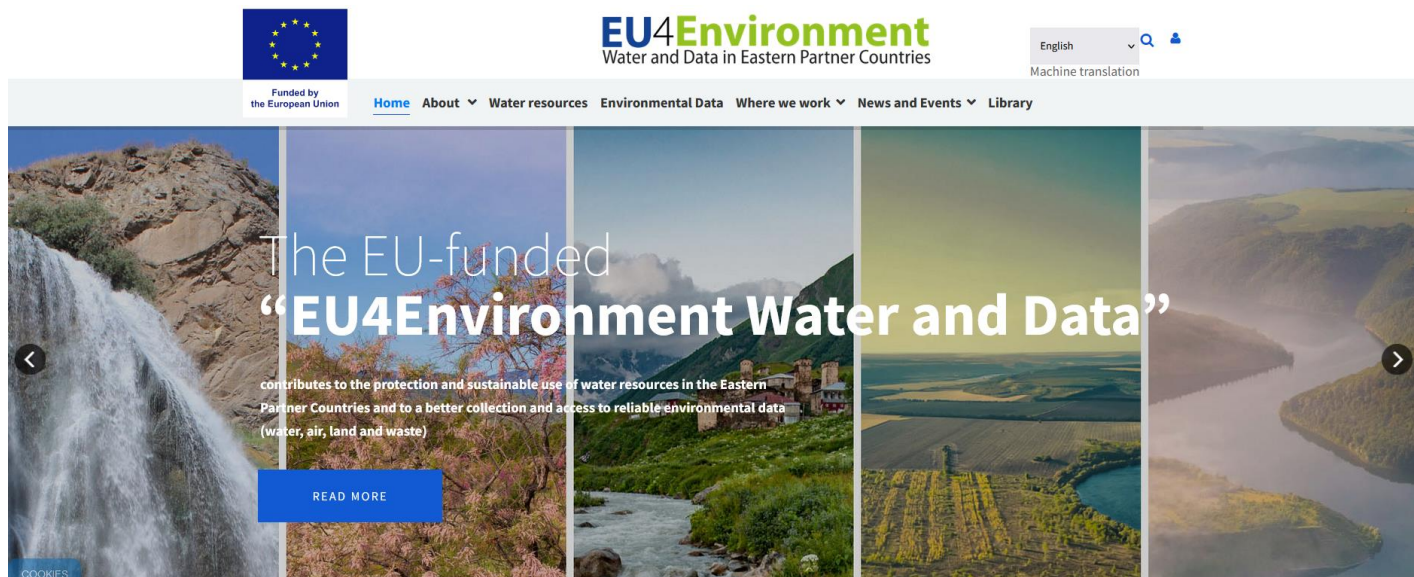 EU4Environment
Water and Data in Eastern Partner Countries
English
Machine translation
Funded by
the European Union
Home About Water resources Environmental Data Where we work News and Events Library
The EU-funded
“EU4Environment Water and Data”
contributes to the protection and sustainable use of water resources in the Eastern
Partner Countries and to a better collection and access to reliable environmental data
(water, air, land and waste)
READ MORE
COOKIES